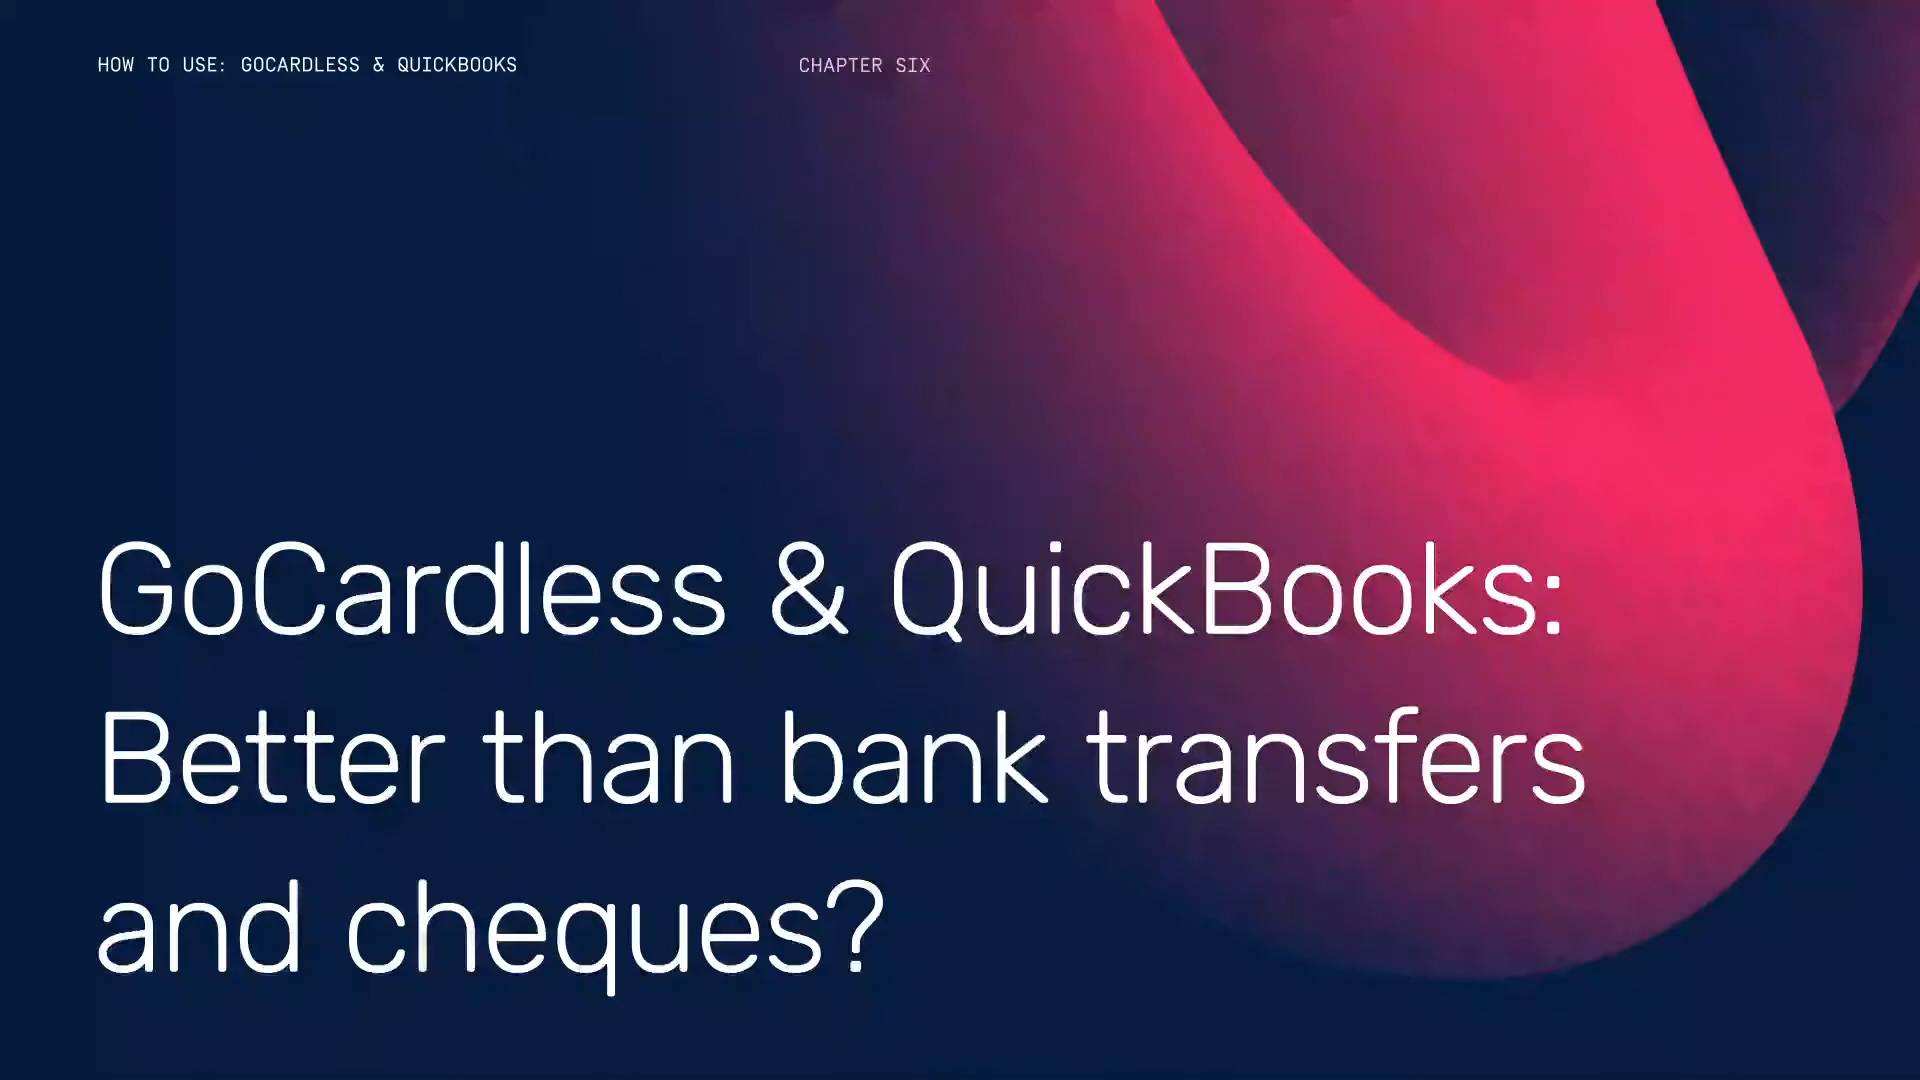 HOW TO USE: GOCARDLESS & QUICKBOOKS
CHAPTER SIX
GoCardless & QuickBooks:
Better than bank transfers
and cheques?